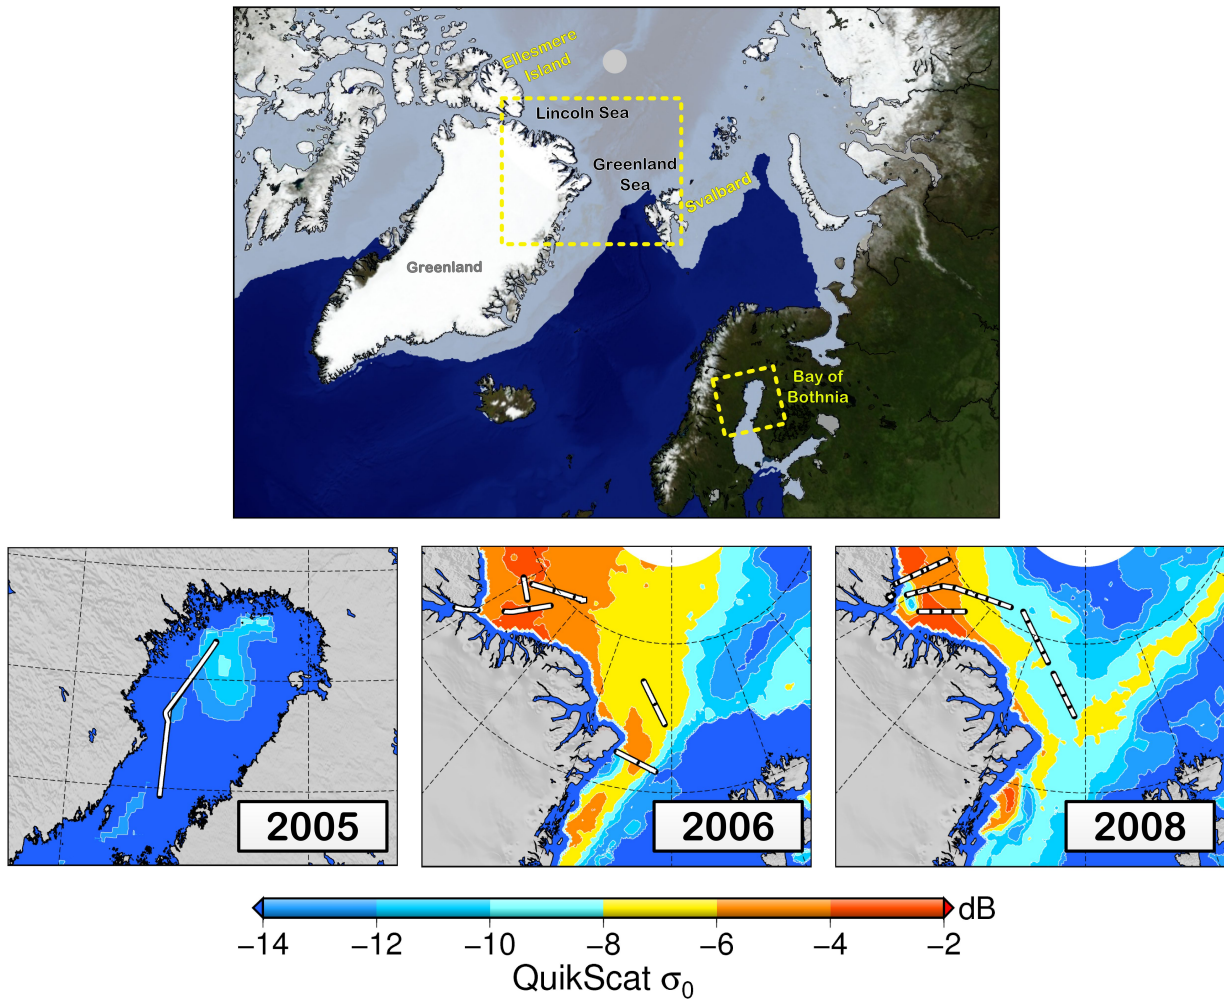 Ellesmere
Island
Lincoln Sea
Greenland
Sea
Svalbard
Greenland
Bay of
Bothnia
2005
2006
2008
dB
−14 −12 −10 −8 −6 −4 −2
QuikScat σ0